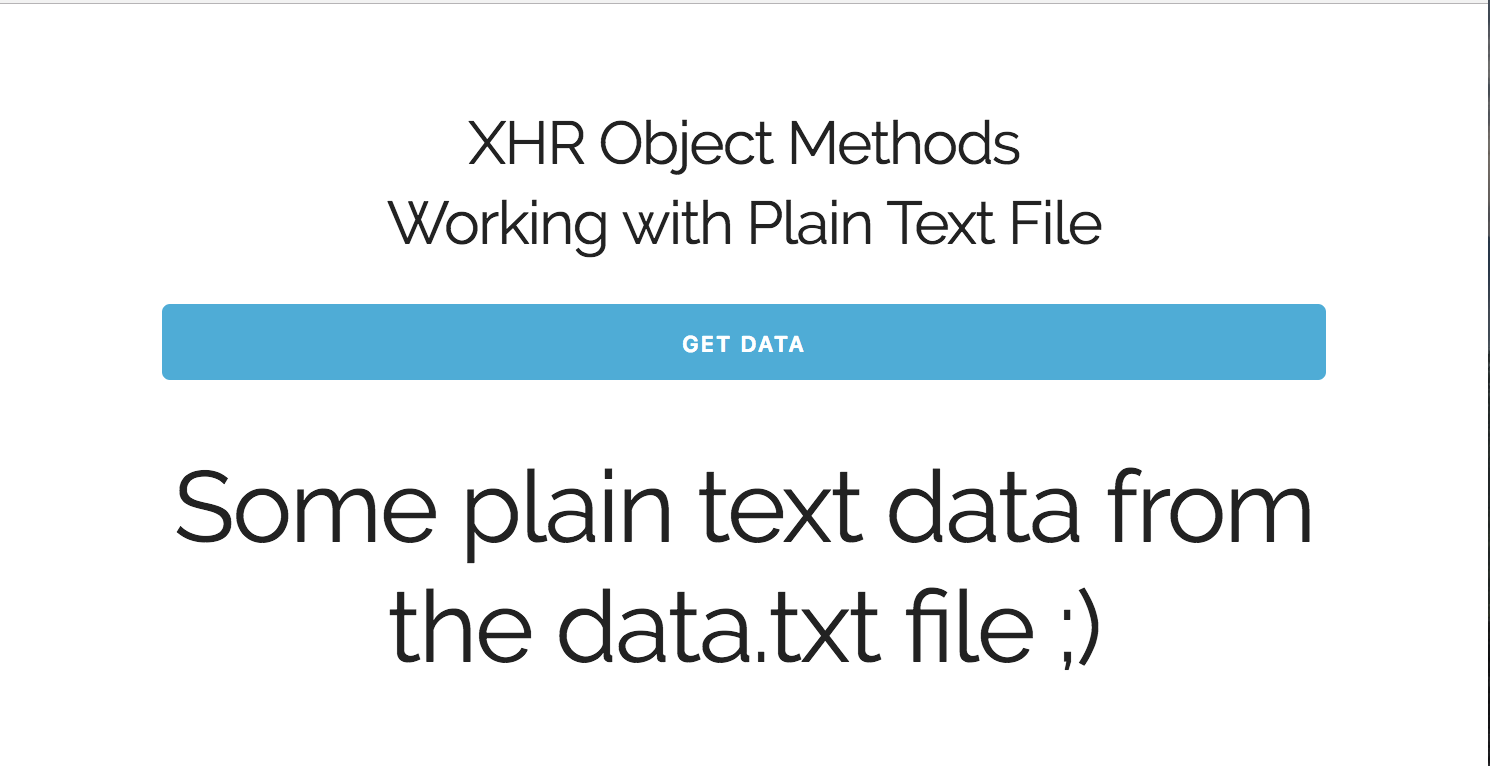 XHR Object Methods
Working with Plain Text File
GET DATA
Some plain text data from
the data.txt file ;)